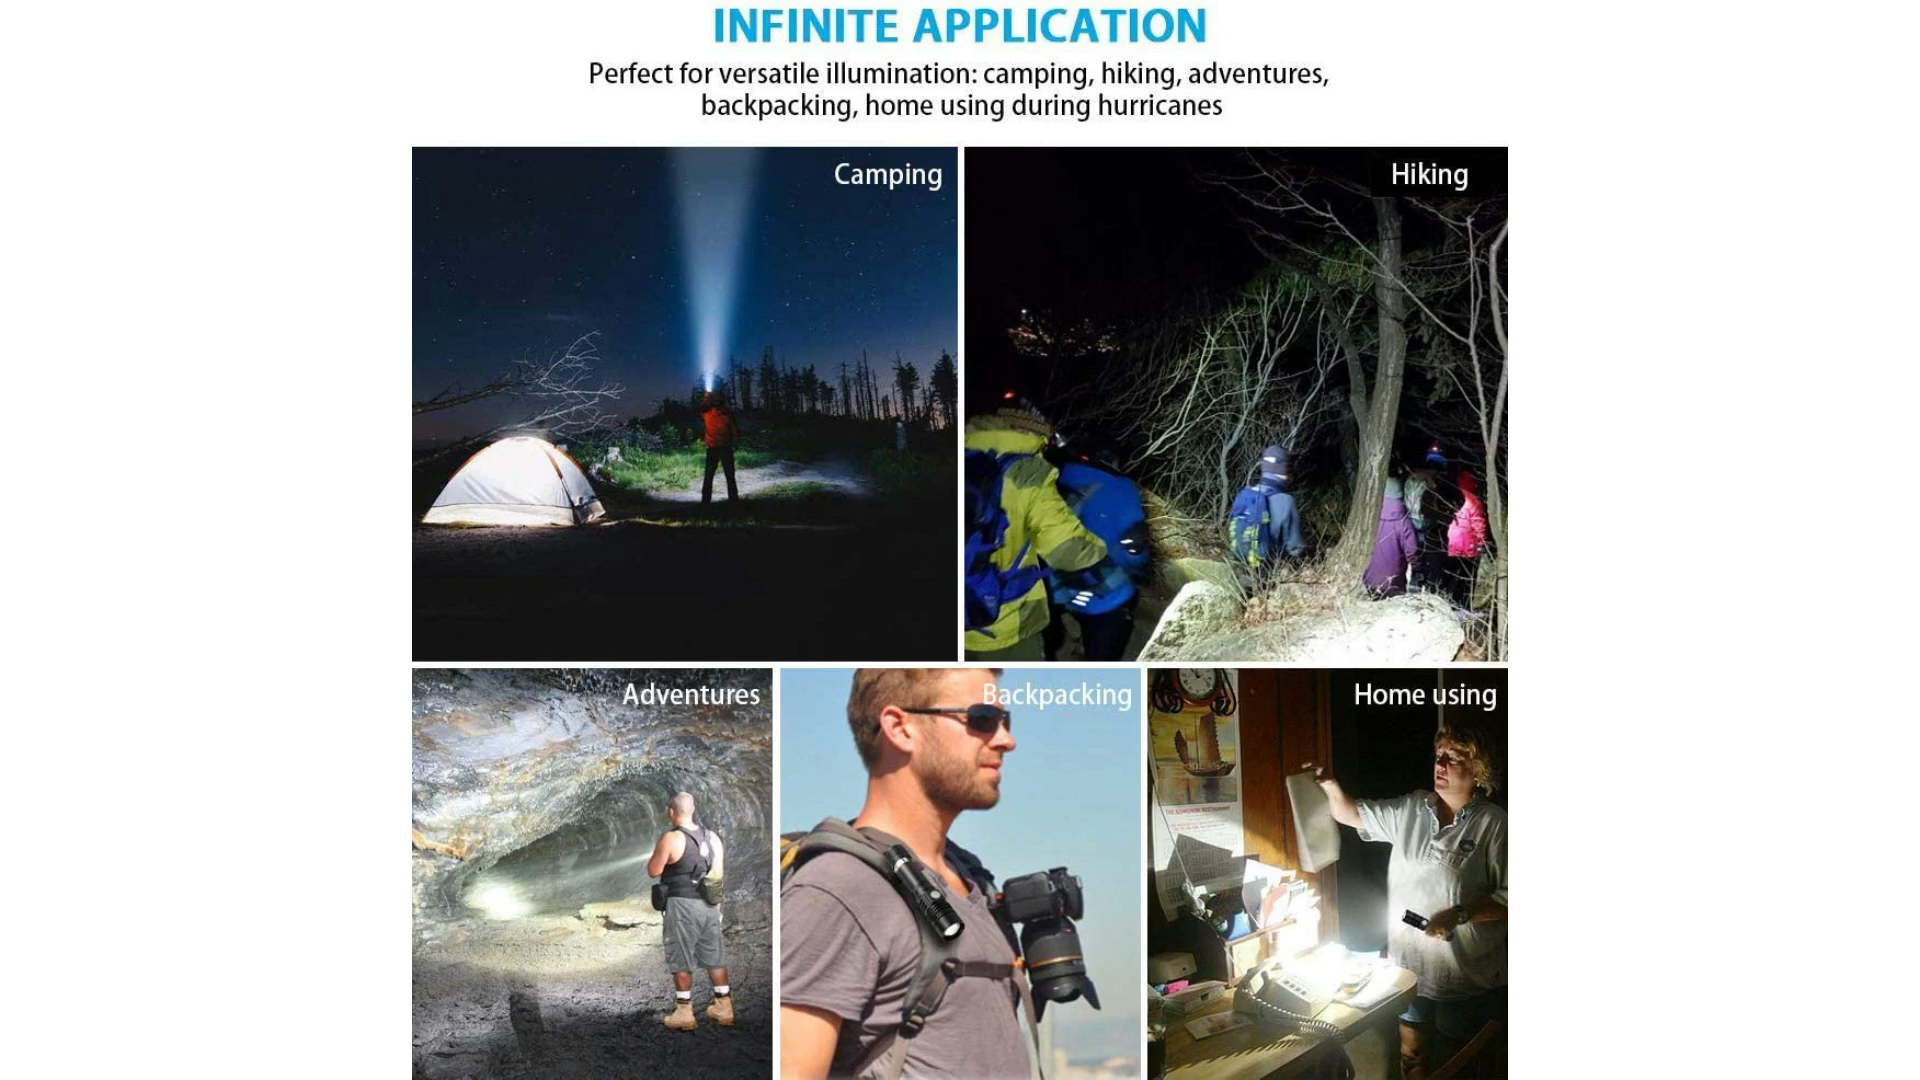 INFINITE APPLICATION
Perfect for versatile illumination: camping, hiking, adventures,
backpacking, home using during hurricanes
Camping
Hiking
Adventures
Backpacking
Home using